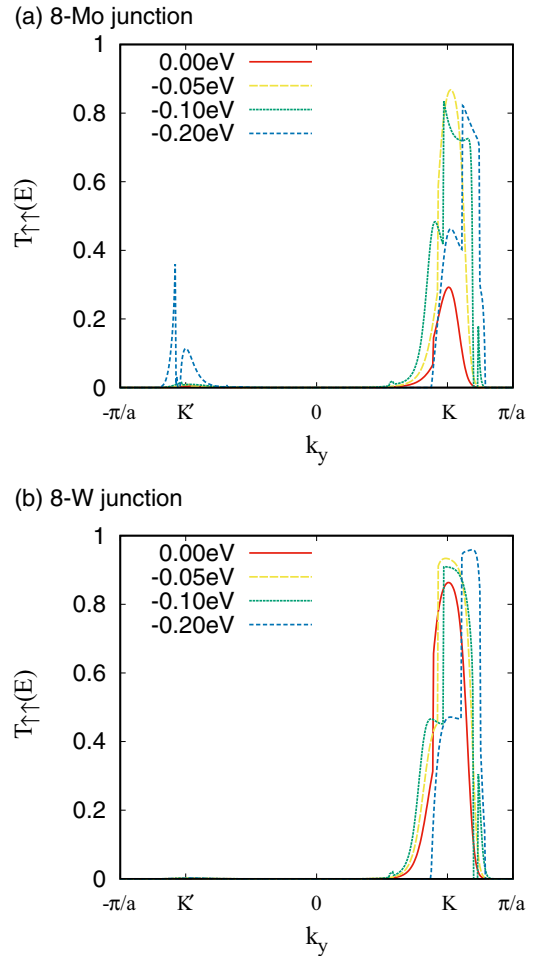 (a) 8-Mo junction
1
0.8
0.6
0.4
0.2
0
T↑↑(E)
0.00eV
-0.05eV
-0.10eV
-0.20eV
-π/a K′ 0 K π/a
k_y
(b) 8-W junction
1
0.8
0.6
0.4
0.2
0
T↑↑(E)
0.00eV
-0.05eV
-0.10eV
-0.20eV
-π/a K′ 0 K π/a
k_y